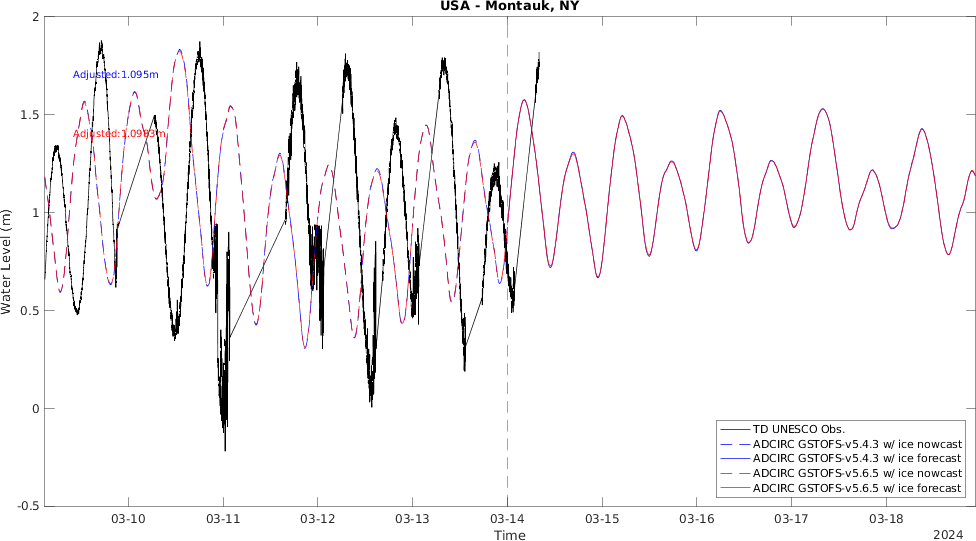 USA - Montauk, NY
2
1.5
1
0.5
0
-0.5
Water Level (m)
Adjusted:1.095m
Adjusted:1.0983m
TD UNESCO Obs.
ADCIRC GSTOFS-v5.4.3 w/ ice nowcast
ADCIRC GSTOFS-v5.4.3 w/ ice forecast
ADCIRC GSTOFS-v5.6.5 w/ ice nowcast
ADCIRC GSTOFS-v5.6.5 w/ ice forecast
03-10 03-11 03-12 03-13 03-14 03-15 03-16 03-17 03-18
Time
2024